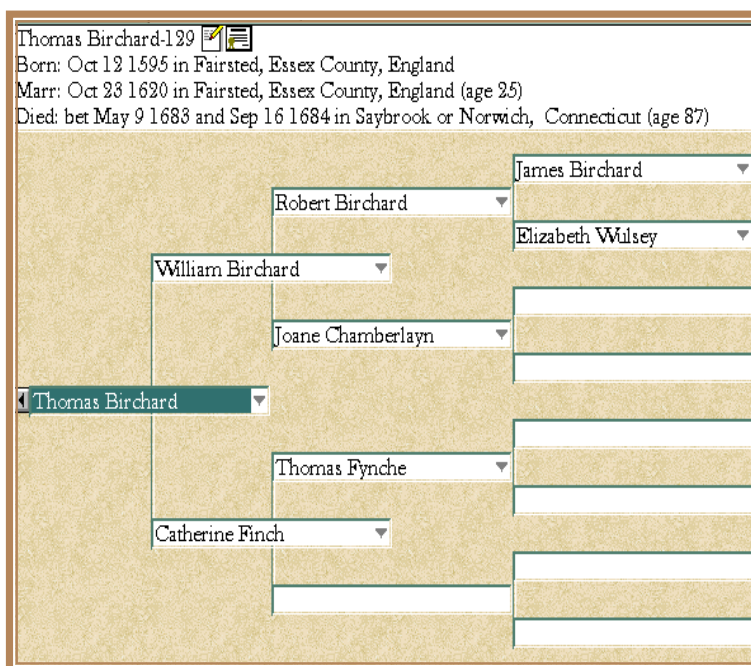 Thomas Birchard-129
Born: Oct 12 1595 in Fairsted, Essex County, England
Marr: Oct 23 1620 in Fairsted, Essex County, England (age 25)
Died: bet May 9 1683 and Sep 16 1684 in Saybrook or Norwich, Connecticut (age 87)
James Birchard
Robert Birchard
Elizabeth Wulsey
William Birchard
Joane Chamberlayn
Thomas Birchard
Thomas Fynche
Catherine Finch